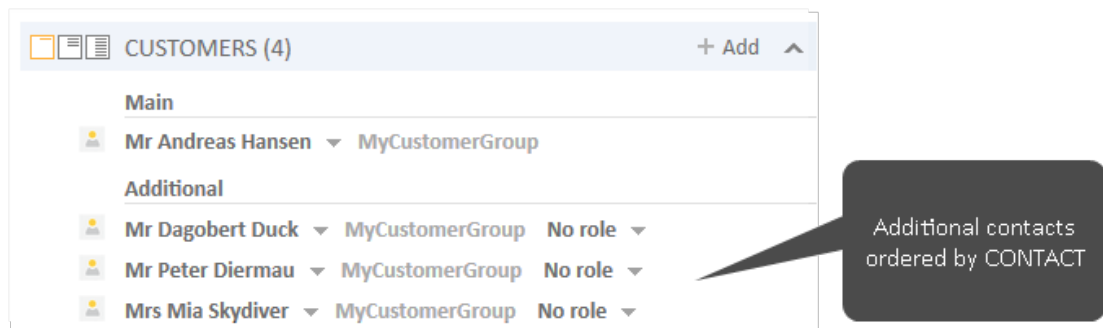 CUSTOMERS (4) + Add
Main
Mr Andreas Hansen MyCustomerGroup
Additional
Mr Dagobert Duck MyCustomerGroup No role
Mr Peter Diermau MyCustomerGroup No role
Mrs Mia Skydiver MyCustomerGroup No role
Additional contacts
ordered by CONTACT